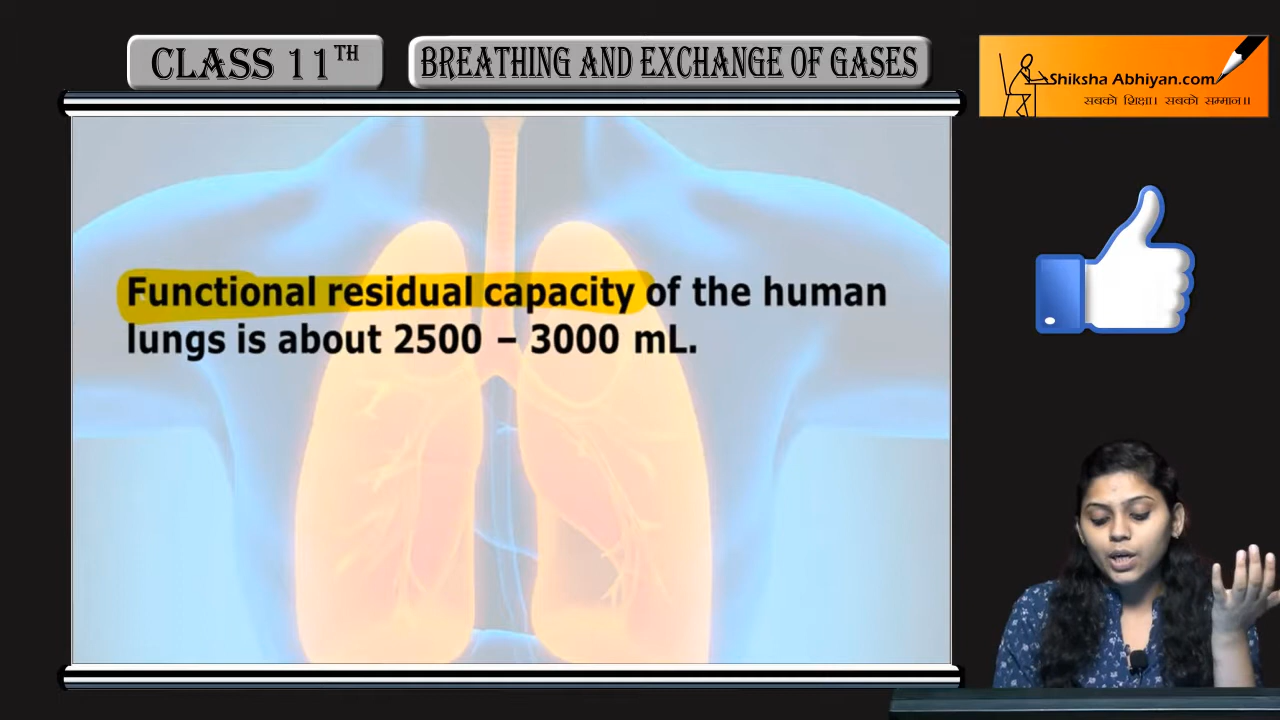 CLASS 11TH
BREATHING AND EXCHANGE OF GASES
Shiksha Abhiyan.com
सबको शिक्षा। सबको सम्मान॥
Functional residual capacity of the human
lungs is about 2500 – 3000 mL.